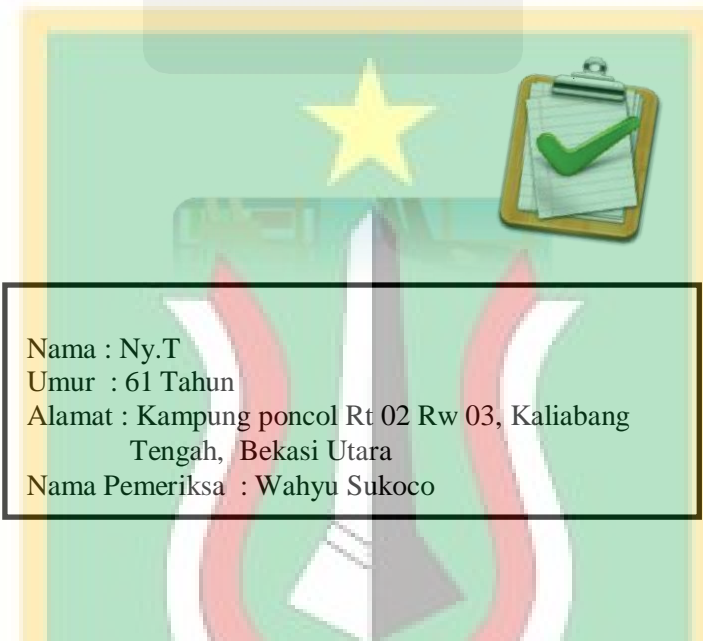 Nama : Ny.T
Umur : 61 Tahun
Alamat : Kampung poncol Rt 02 Rw 03, Kaliabang
Tengah, Bekasi Utara
Nama Pemeriksa : Wahyu Sukoco